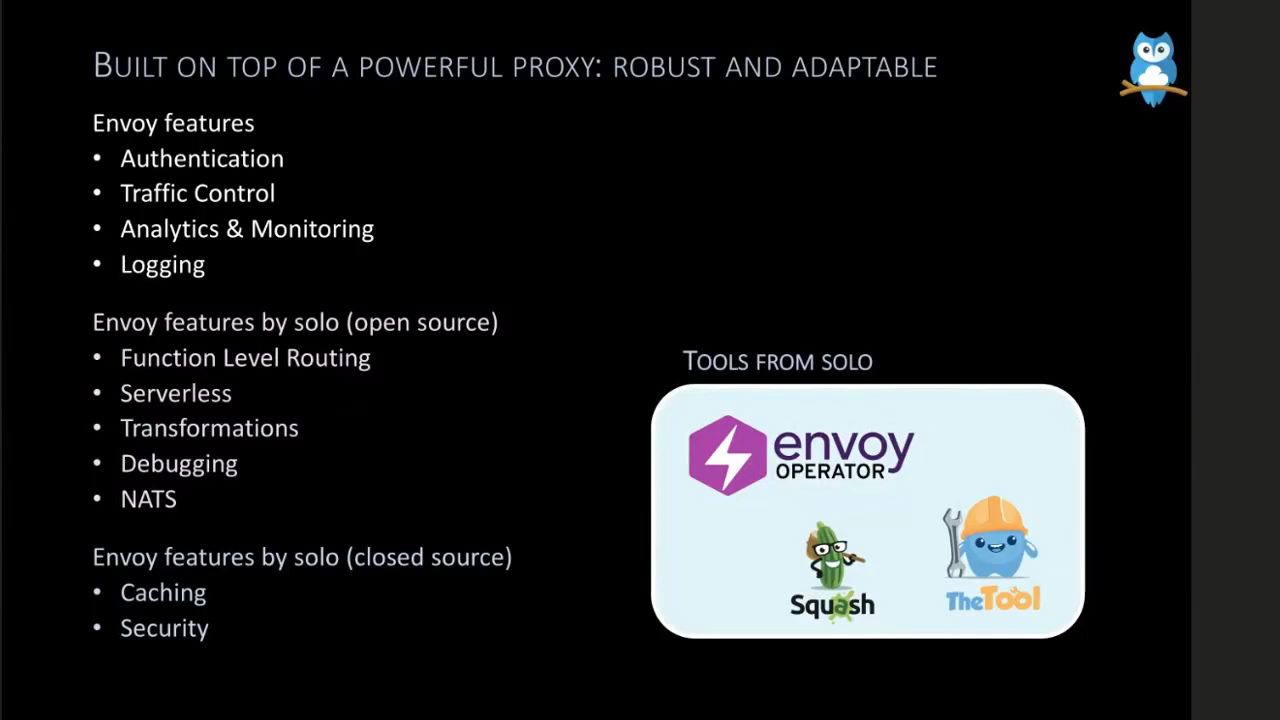 BUILT ON TOP OF A POWERFUL PROXY: ROBUST AND ADAPTABLE
Envoy features
• Authentication
• Traffic Control
• Analytics & Monitoring
• Logging
Envoy features by solo (open source)
• Function Level Routing
• Serverless
• Transformations
• Debugging
• NATS
Envoy features by solo (closed source)
• Caching
• Security
TOOLS FROM SOLO
envoy
OPERATOR
Squash
TheTool